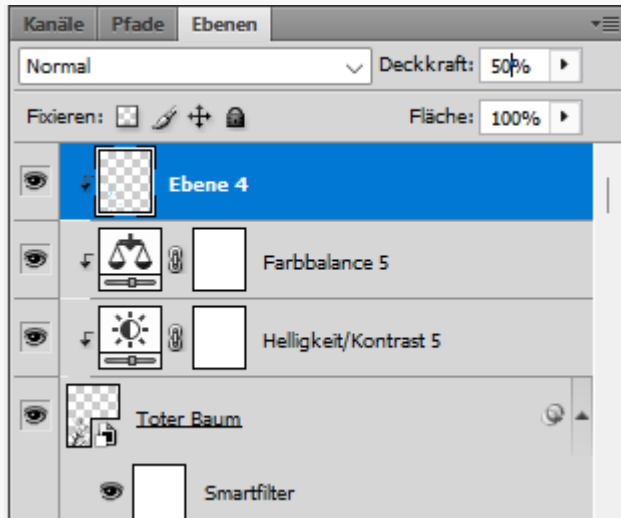 Kanäle Pfade Ebenen
Normal Deckkraft: 50%
Fixieren: Fläche: 100%
Ebene 4
Farbbalance 5
Helligkeit/Kontrast 5
Toter Baum
Smartfilter